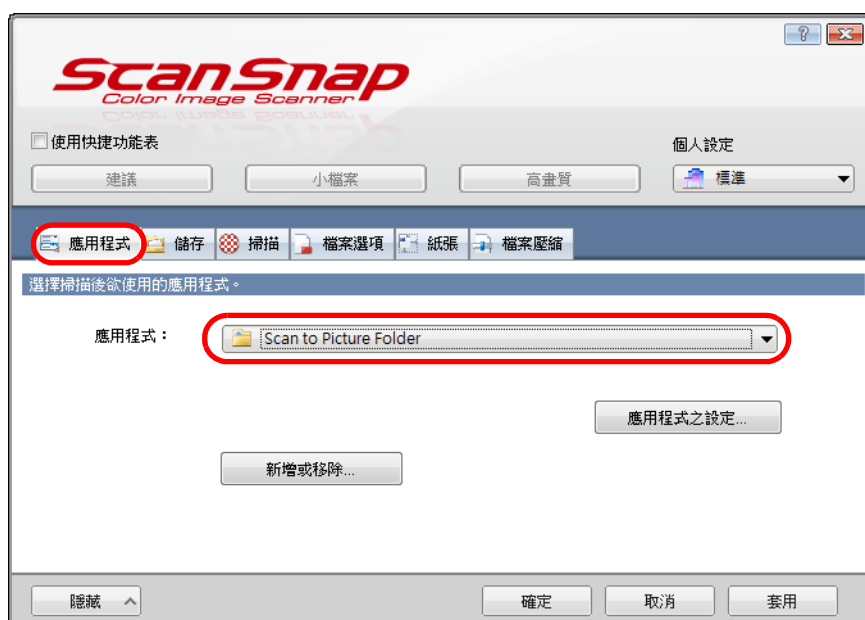 ScanSnap
Color Image Scanner
使用快捷功能表
個人設定
建議
小檔案
高畫質
標準
應用程式
儲存
掃描
檔案選項
紙張
檔案壓縮
選擇掃描後欲使用的應用程式。
應用程式：
Scan to Picture Folder
應用程式之設定...
新增或移除...
隱藏
確定
取消
套用